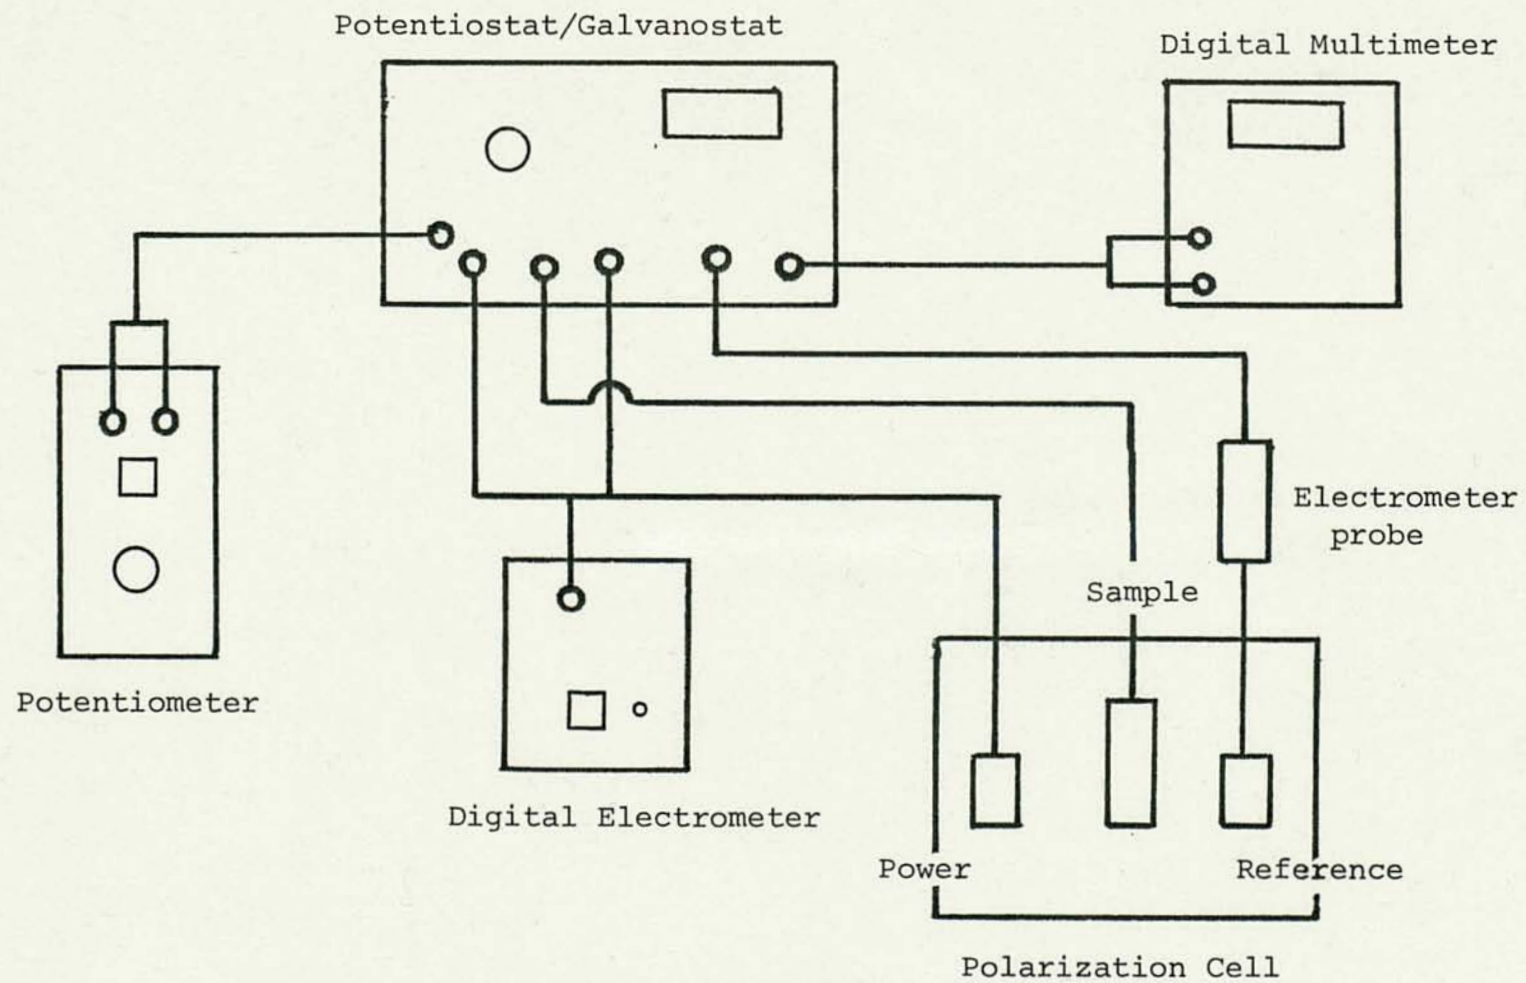 Potentiostat/Galvanostat
Digital Multimeter
Electrometer
probe
Sample
Potentiometer
Digital Electrometer
Power
Reference
Polarization Cell